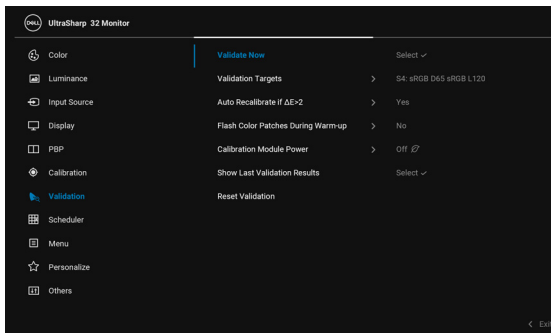 DELL UltraSharp 32 Monitor
Color
Validate Now Select
Luminance
Validation Targets S4: sRGB D65 sRGB L120
Input Source
Auto Recalibrate if ΔE>2 Yes
Display
Flash Color Patches During Warm-up No
PBP
Calibration Module Power Off
Calibration
Show Last Validation Results Select
Validation
Reset Validation
Scheduler
Menu
Personalize
Others
Exit